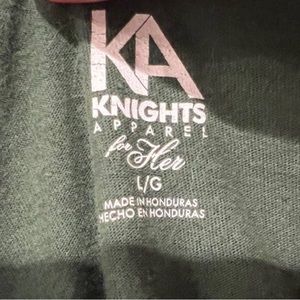 KA
KNIGHTS
APPAREL
for Her
L/G
MADE IN HONDURAS
HECHO EN HONDURAS